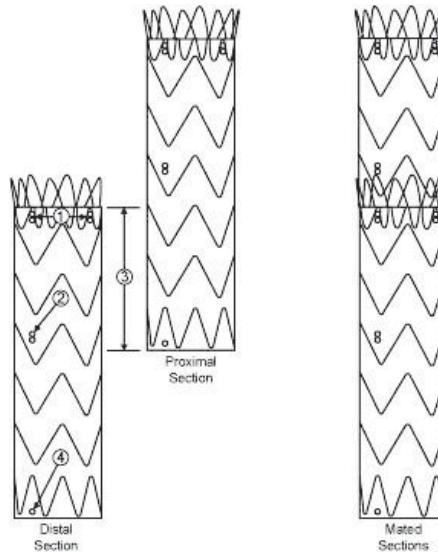 ①
②
③
④
Proximal
Section
Distal
Section
Mated
Sections